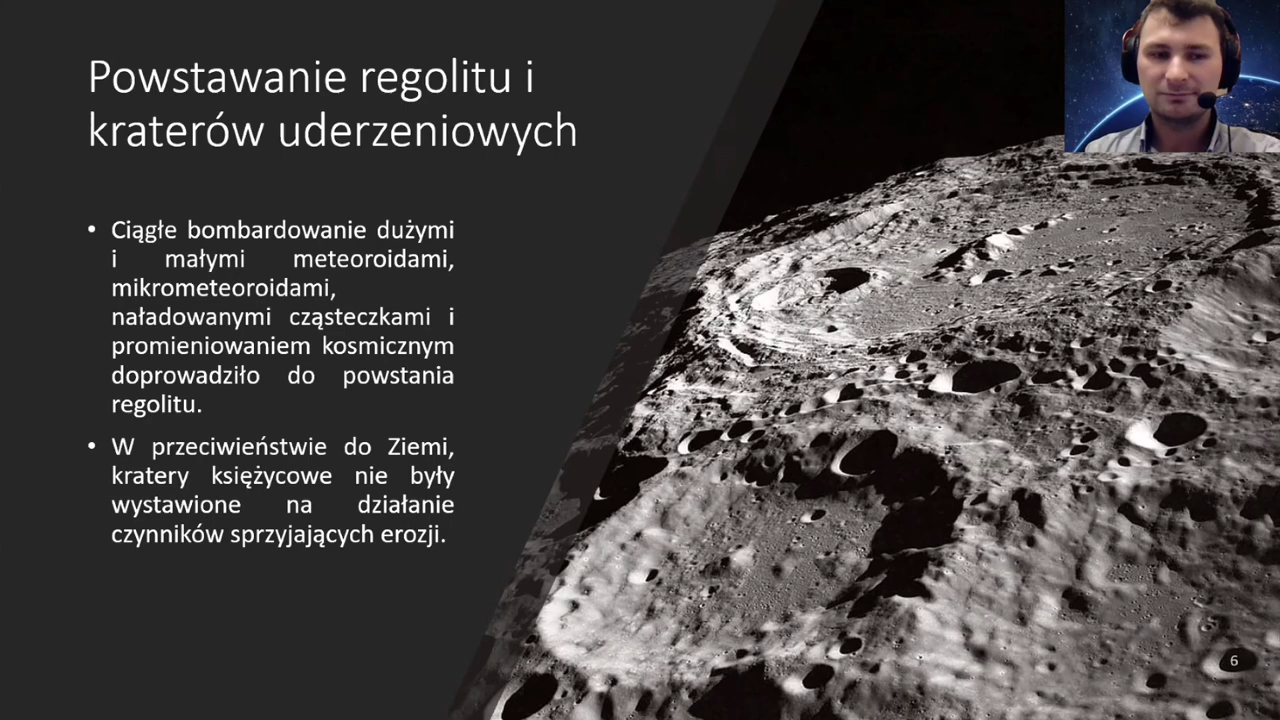 Powstawanie regolitu i
kraterów uderzeniowych
• Ciągłe bombardowanie dużymi
i małymi meteoroidami,
mikrometeoroidami,
naładowanymi cząsteczkami i
promieniowaniem kosmicznym
doprowadziło do powstania
regolitu.
• W przeciwieństwie do Ziemi,
kratery księżycowe nie były
wystawione na działanie
czynników sprzyjających erozji.
6